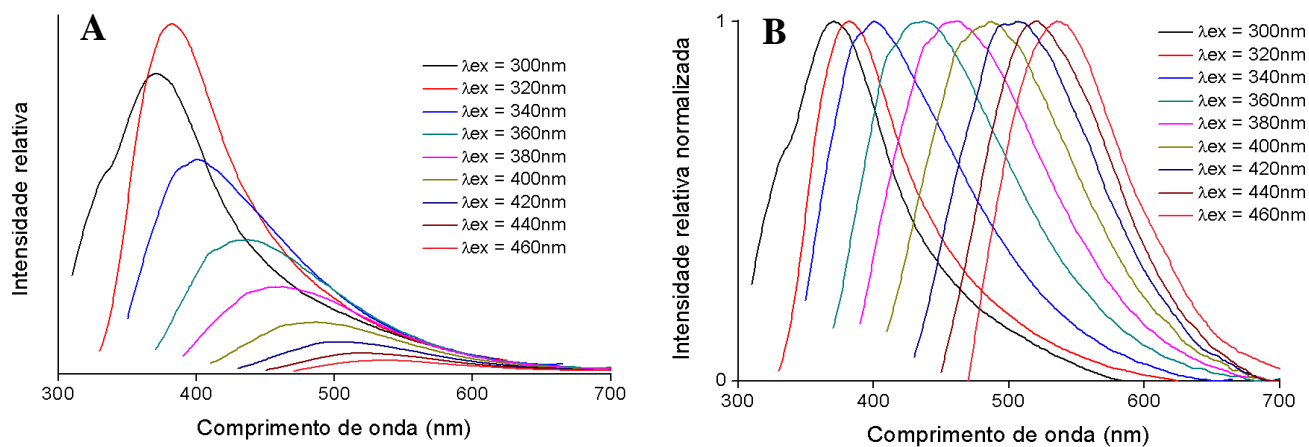 A
Intensidade relativa
λex = 300nm
λex = 320nm
λex = 340nm
λex = 360nm
λex = 380nm
λex = 400nm
λex = 420nm
λex = 440nm
λex = 460nm
300
400
500
600
700
Comprimento de onda (nm)
B
Intensidade relativa normalizada
1
0
λex = 300nm
λex = 320nm
λex = 340nm
λex = 360nm
λex = 380nm
λex = 400nm
λex = 420nm
λex = 440nm
λex = 460nm
300
400
500
600
700
Comprimento de onda (nm)